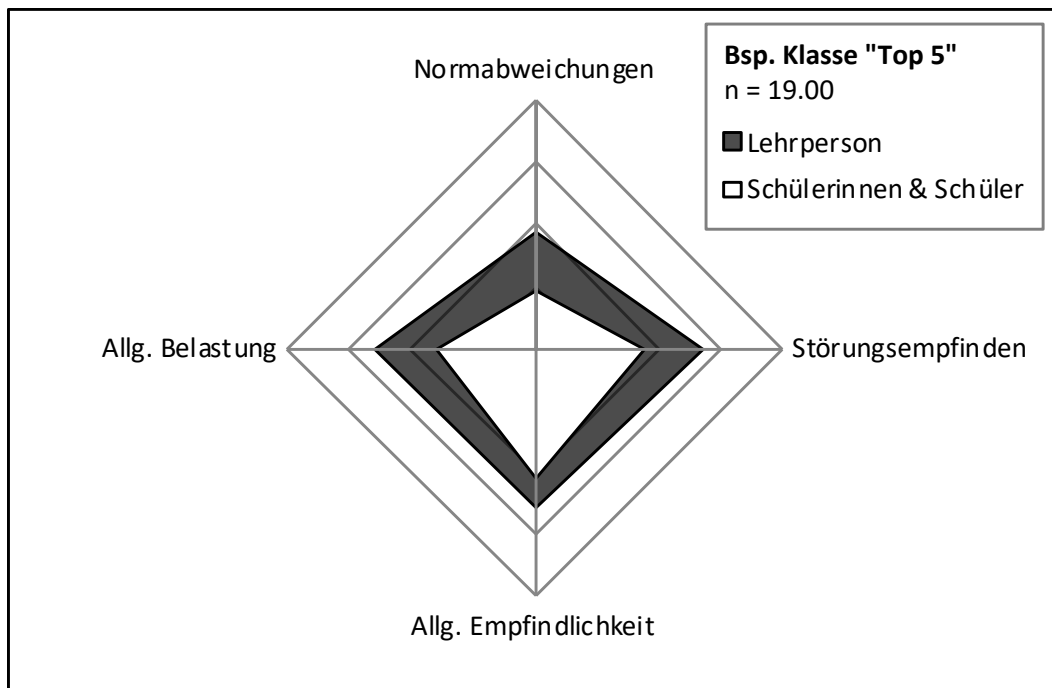 Bsp. Klasse "Top 5"
n = 19.00
Lehrperson
Schülerinnen & Schüler
Normabweichungen
Allg. Belastung
Störungsempfinden
Allg. Empfindlichkeit